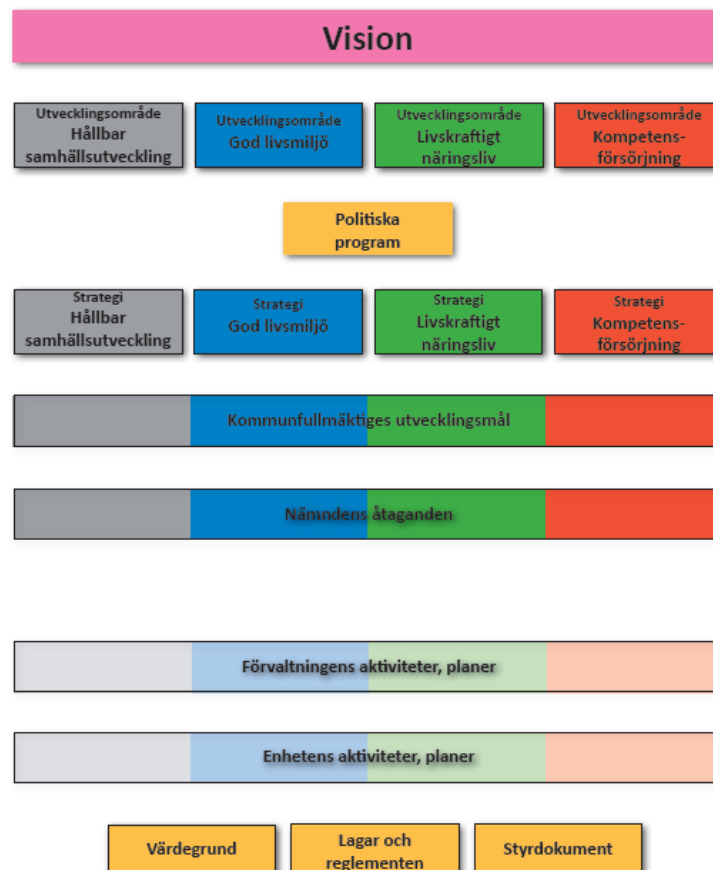 Vision
Utvecklingsområde
Hållbar
samhällsutveckling
Utvecklingsområde
God livsmiljö
Utvecklingsområde
Livskraftigt
näringsliv
Utvecklingsområde
Kompetens-
försörjning
Politiska
program
Strategi
Hållbar
samhällsutveckling
Strategi
God livsmiljö
Strategi
Livskraftigt
näringsliv
Strategi
Kompetens-
försörjning
Kommunfullmäktiges utvecklingsmål
Nämndens åtaganden
Förvaltningens aktiviteter, planer
Enhetens aktiviteter, planer
Värdegrund
Lagar och
reglementen
Styrdokument